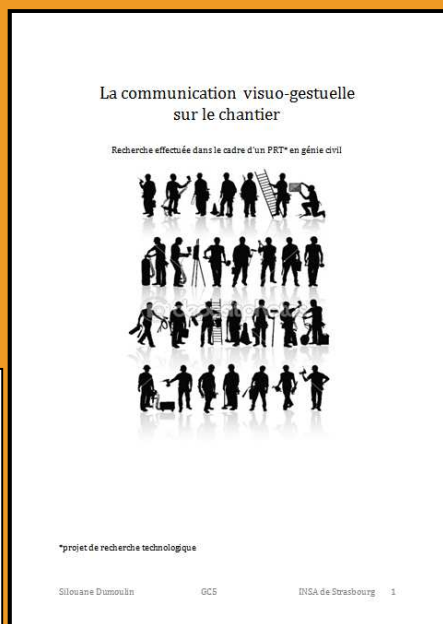 La communication visuo-gestuelle
sur le chantier
Recherche effectuée dans le cadre d'un PRT* en génie civil
*projet de recherche technologique
Silouane Dumoulin GC5 INSA de Strasbourg 1